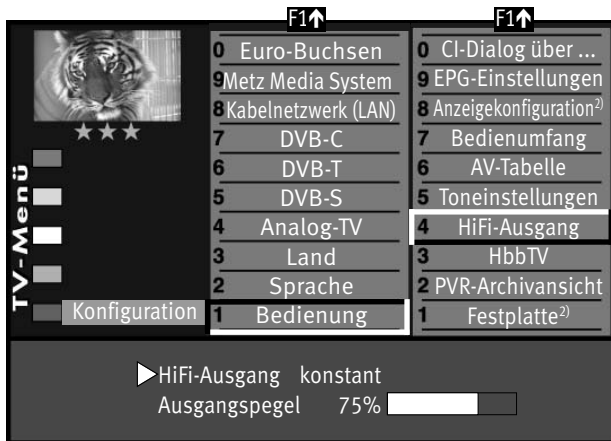 F1↑
F1↑
TV-Menü
Konfiguration
0 Euro-Buchsen
9 Metz Media System
8 Kabelnetzwerk (LAN)
7 DVB-C
6 DVB-T
5 DVB-S
4 Analog-TV
3 Land
2 Sprache
1 Bedienung
0 CI-Dialog über ...
9 EPG-Einstellungen
8 Anzeigekonfiguration²⁾
7 Bedienumfang
6 AV-Tabelle
5 Toneinstellungen
4 HiFi-Ausgang
3 HbbTV
2 PVR-Archivansicht
1 Festplatte²⁾
HiFi-Ausgang konstant
Ausgangspegel 75%